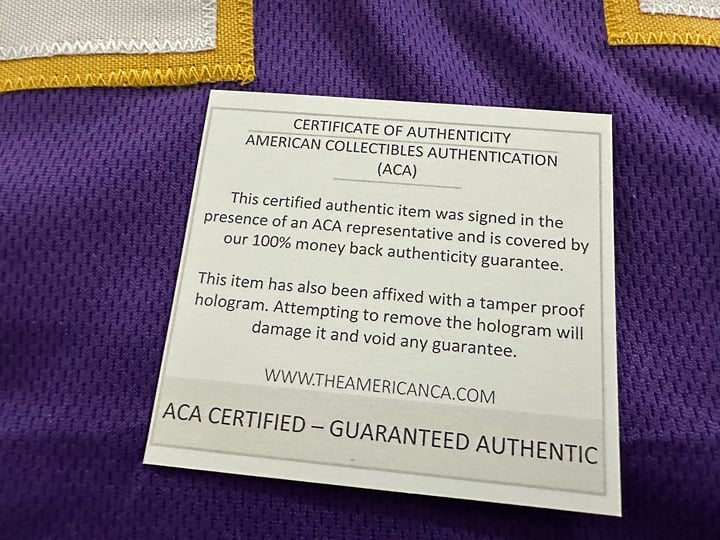 CERTIFICATE OF AUTHENTICITY
AMERICAN COLLECTIBLES AUTHENTICATION
(ACA)
This certified authentic item was signed in the
presence of an ACA representative and is covered by
our 100% money back authenticity guarantee.
This item has also been affixed with a tamper proof
hologram. Attempting to remove the hologram will
damage it and void any guarantee.
WWW.THEAMERICANCA.COM
ACA CERTIFIED – GUARANTEED AUTHENTIC